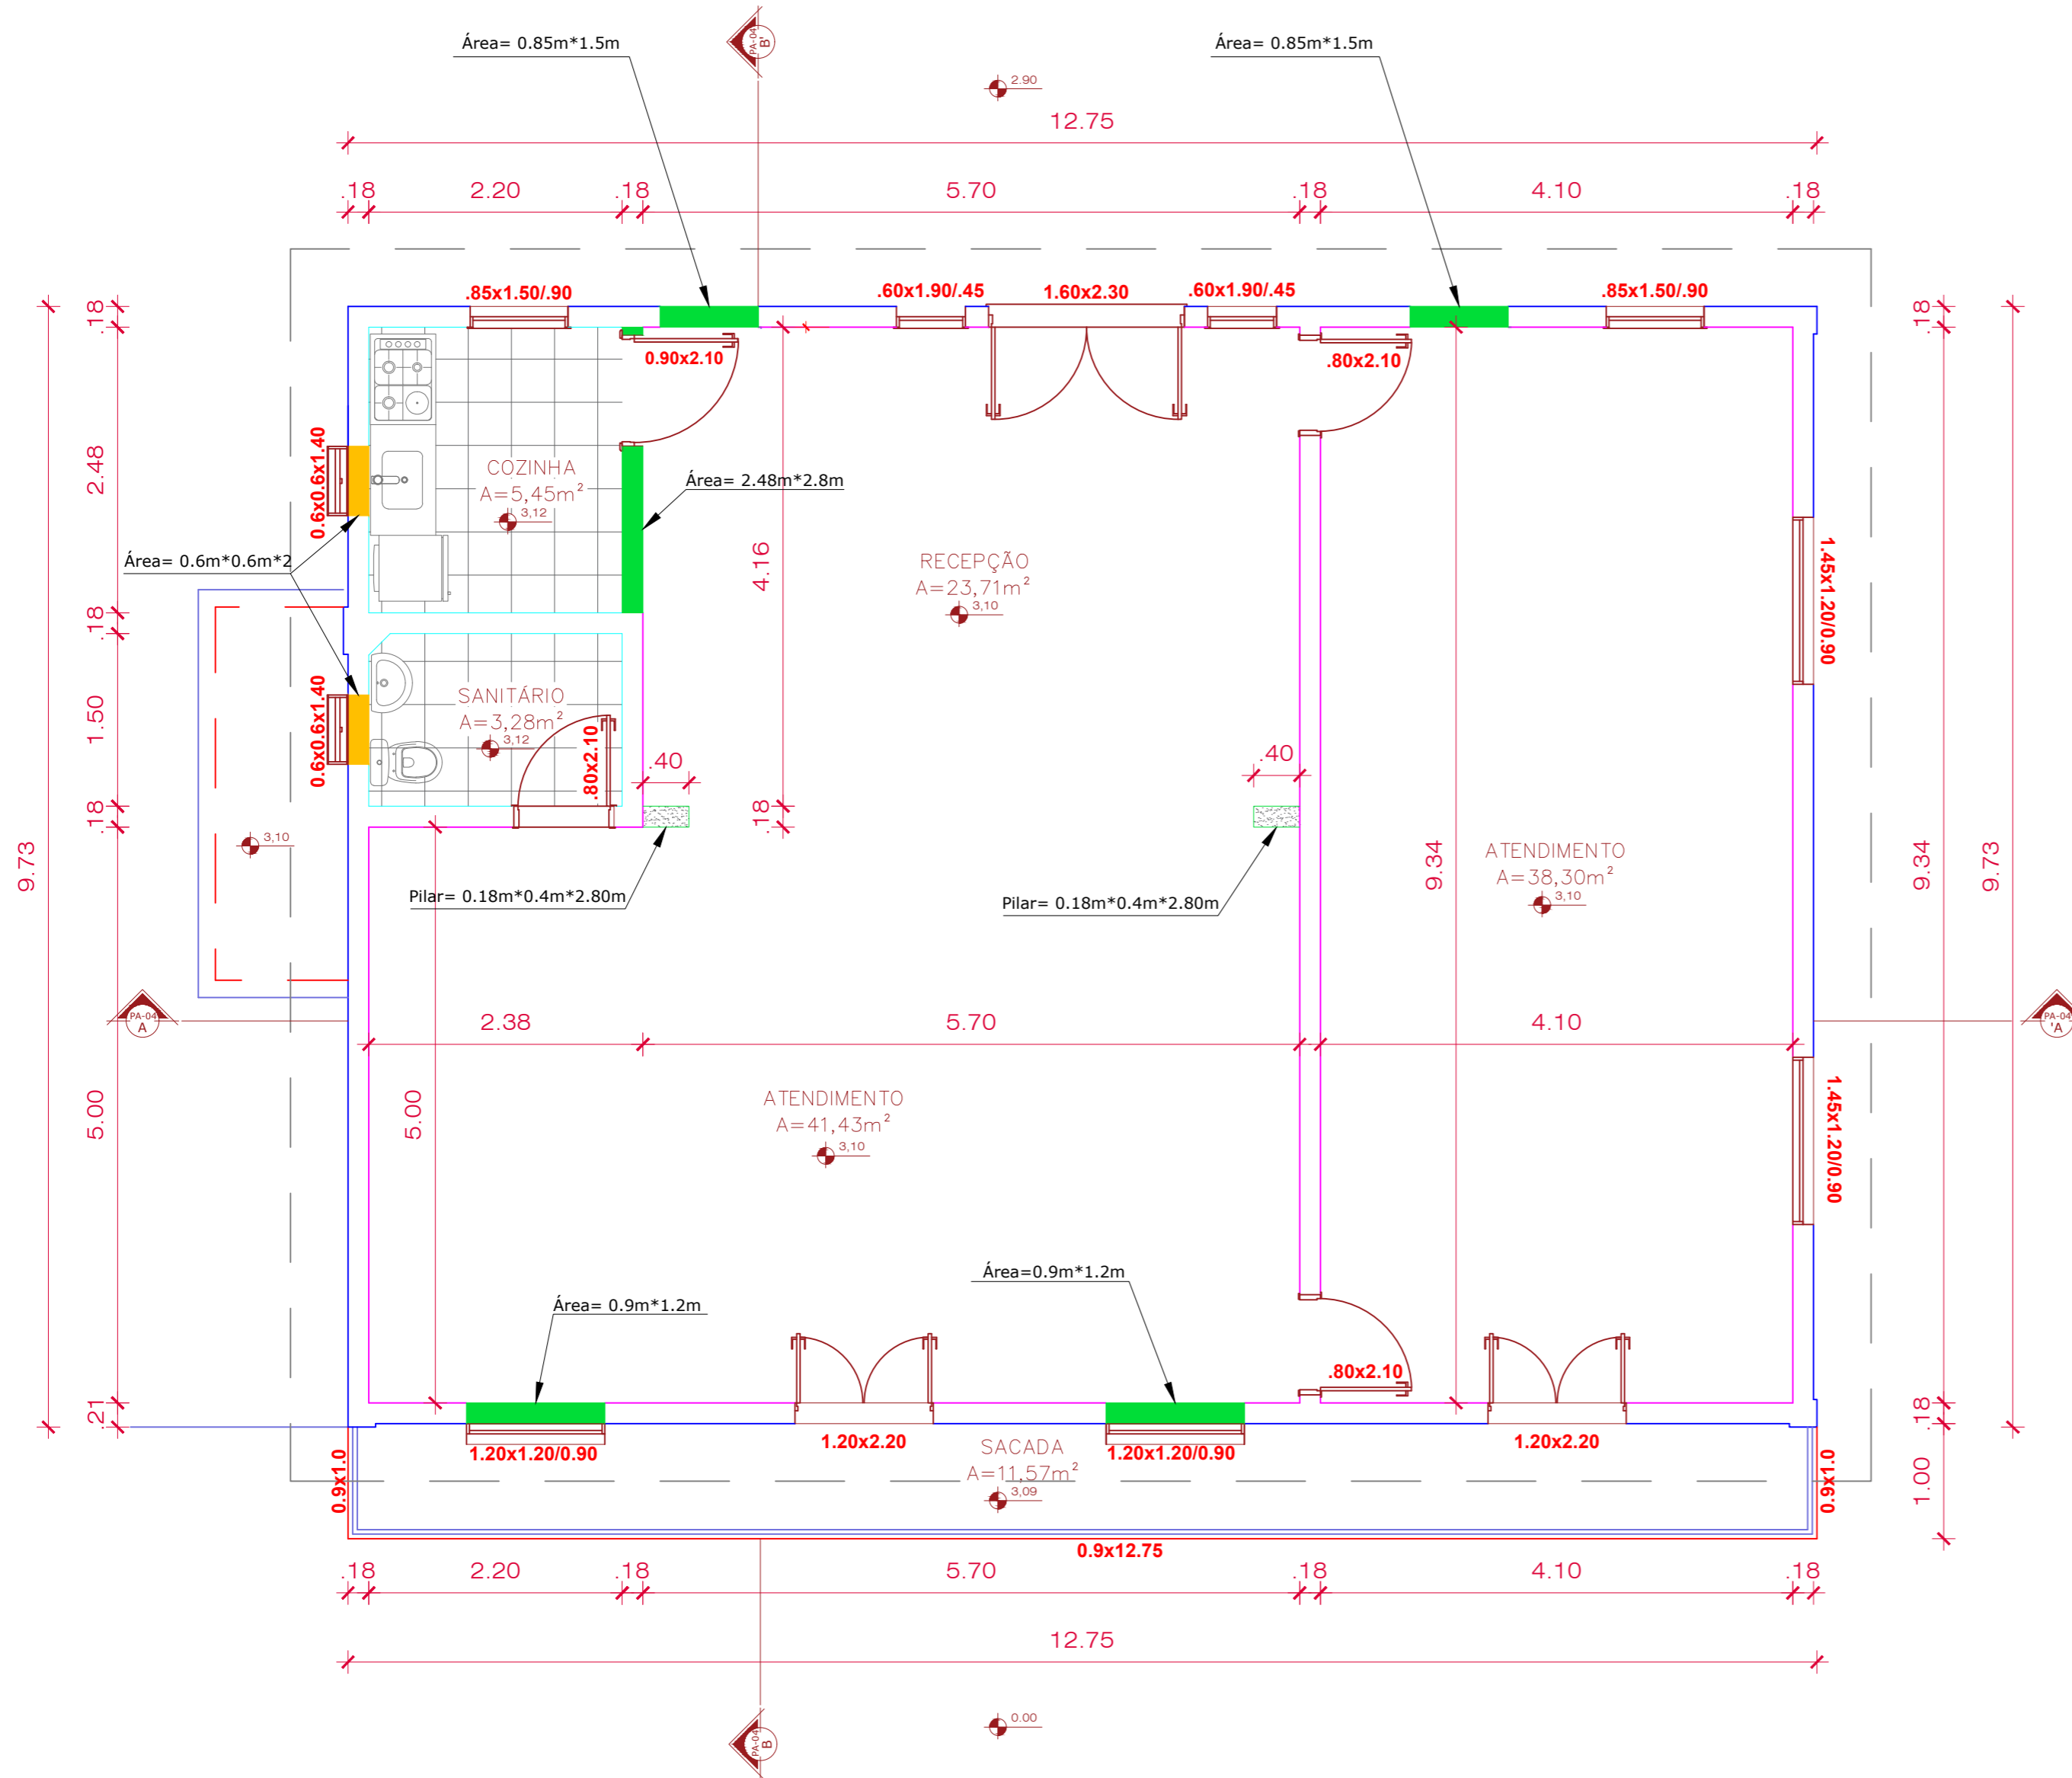 Área= 0.85m*1.5m
Área= 0.85m*1.5m
PA-04
B'
2.90
12.75
.18
2.20
.18
5.70
.18
4.10
.18
.85x1.50/.90
.60x1.90/.45
1.60x2.30
.60x1.90/.45
.85x1.50/.90
.18
.18
0.90x2.10
.80x2.10
0.6x0.6x1.40
2.48
COZINHA
A=5,45m²
3,12
Área= 2.48m*2.8m
Área= 0.6m*0.6m*2
4.16
RECEPÇÃO
A=23,71m²
3,10
1.45x1.20/0.90
.18
0.6x0.6x1.40
1.50
SANITÁRIO
A=3,28m²
3,12
.80x2.10
.40
.40
.18
.18
3,10
9.73
Pilar= 0.18m*0.4m*2.80m
Pilar= 0.18m*0.4m*2.80m
9.34
ATENDIMENTO
A=38,30m²
3,10
9.34
9.73
PA-04
A
2.38
5.70
4.10
PA-04
'A
5.00
5.00
ATENDIMENTO
A=41,43m²
3,10
1.45x1.20/0.90
Área= 0.9m*1.2m
Área=0.9m*1.2m
.80x2.10
.21
.18
1.20x1.20/0.90
1.20x2.20
SACADA
A=11,57m²
3,09
1.20x1.20/0.90
1.20x2.20
0.9x1.0
0.9x1.0
1.00
0.9x12.75
.18
2.20
.18
5.70
.18
4.10
.18
12.75
0.00
PA-04
B